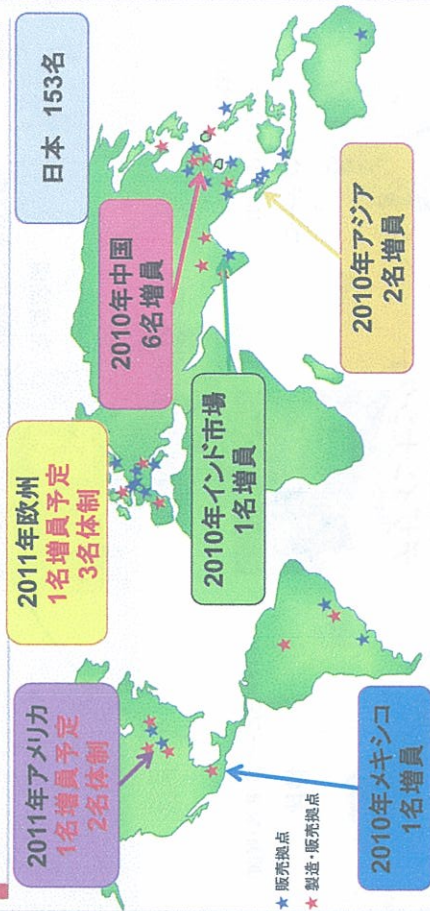 2011年アメリカ
1名増員予定
2名体制
2011年欧州
1名増員予定
3名体制
日本 153名
2010年中国
6名増員
2010年インド市場
1名増員
2010年アジア
2名増員
2010年メキシコ
1名増員
★ 販売拠点
★ 製造・販売拠点